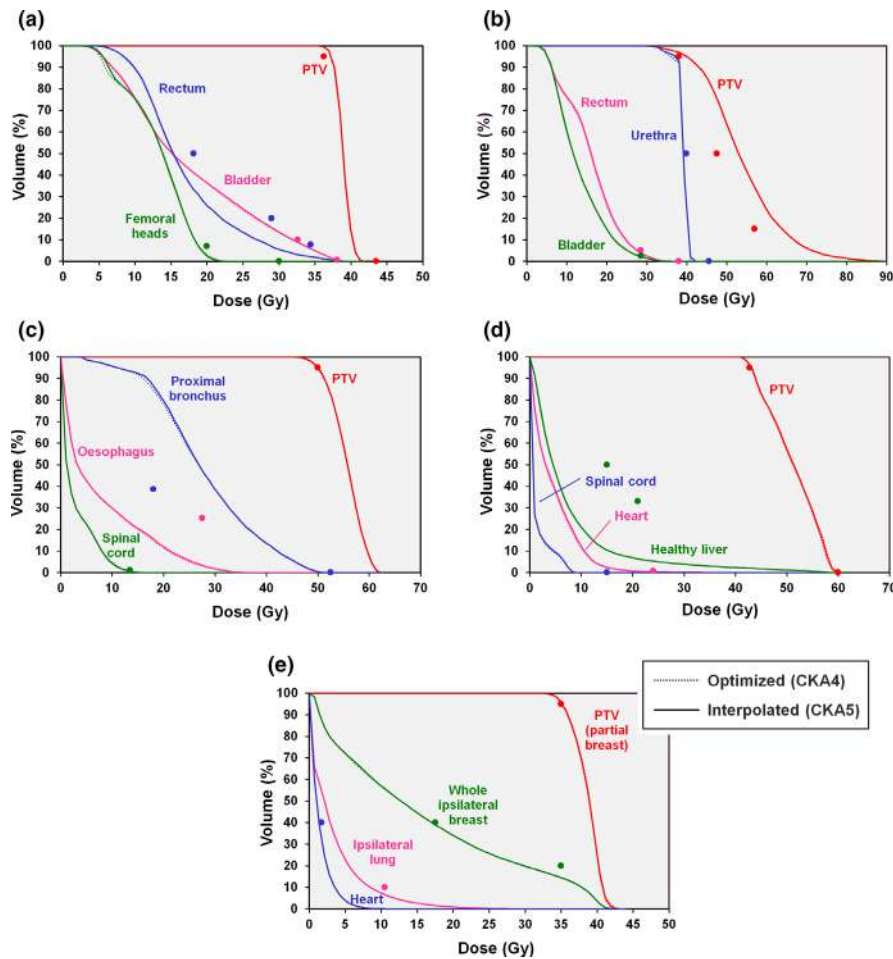 (a)
100
90
80
70
60
50
40
30
20
10
0
Volume (%)
Rectum
PTV
Bladder
Femoral
heads
0 5 10 15 20 25 30 35 40 45 50
Dose (Gy)
(b)
100
90
80
70
60
50
40
30
20
10
0
Volume (%)
Rectum
PTV
Urethra
Bladder
0 10 20 30 40 50 60 70 80 90
Dose (Gy)
(c)
100
90
80
70
60
50
40
30
20
10
0
Volume (%)
Proximal
bronchus
PTV
Oesophagus
Spinal
cord
0 10 20 30 40 50 60 70
Dose (Gy)
(d)
100
90
80
70
60
50
40
30
20
10
0
Volume (%)
PTV
Spinal cord
Heart
Healthy liver
0 10 20 30 40 50 60 70
Dose (Gy)
(e)
100
90
80
70
60
50
40
30
20
10
0
Volume (%)
PTV
(partial
breast)
Whole
ipsilateral
breast
Ipsilateral
lung
Heart
0 5 10 15 20 25 30 35 40 45 50
Dose (Gy)
Optimized (CKA4)
Interpolated (CKA5)